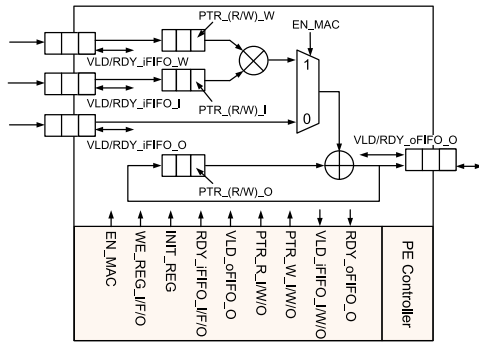 PTR_(R/W)_W
EN_MAC
VLD/RDY_iFIFO_W
1
VLD/RDY_iFIFO_I
PTR_(R/W)_I
0
VLD/RDY_iFIFO_O
VLD/RDY_oFIFO_O
PTR_(R/W)_O
EN_MAC
WE_REG_I/F/O
INIT_REG
RDY_iFIFO_I/F/O
VLD_oFIFO_O
PTR_R_I/W/O
PTR_W_I/W/O
VLD_iFIFO_I/W/O
RDY_oFIFO_O
PE Controller